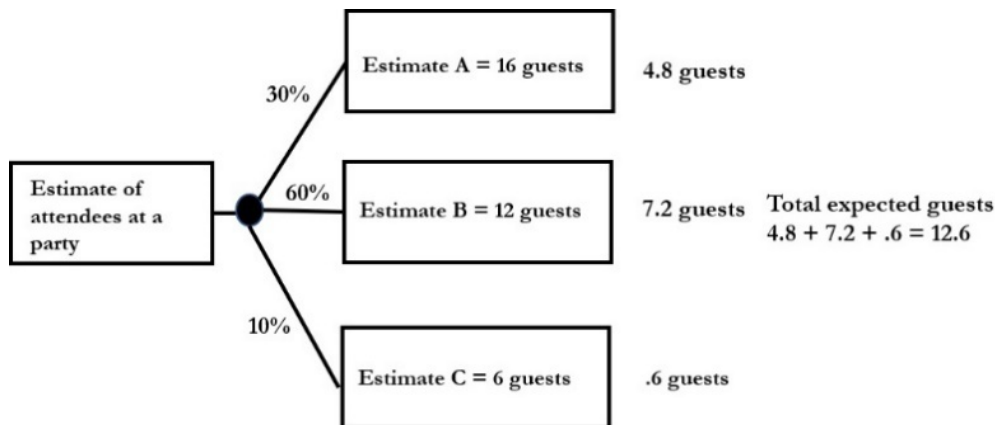 Estimate A = 16 guests
4.8 guests
30%
Estimate of
attendees at a
party
60%
Estimate B = 12 guests
7.2 guests
Total expected guests
4.8 + 7.2 + .6 = 12.6
10%
Estimate C = 6 guests
.6 guests